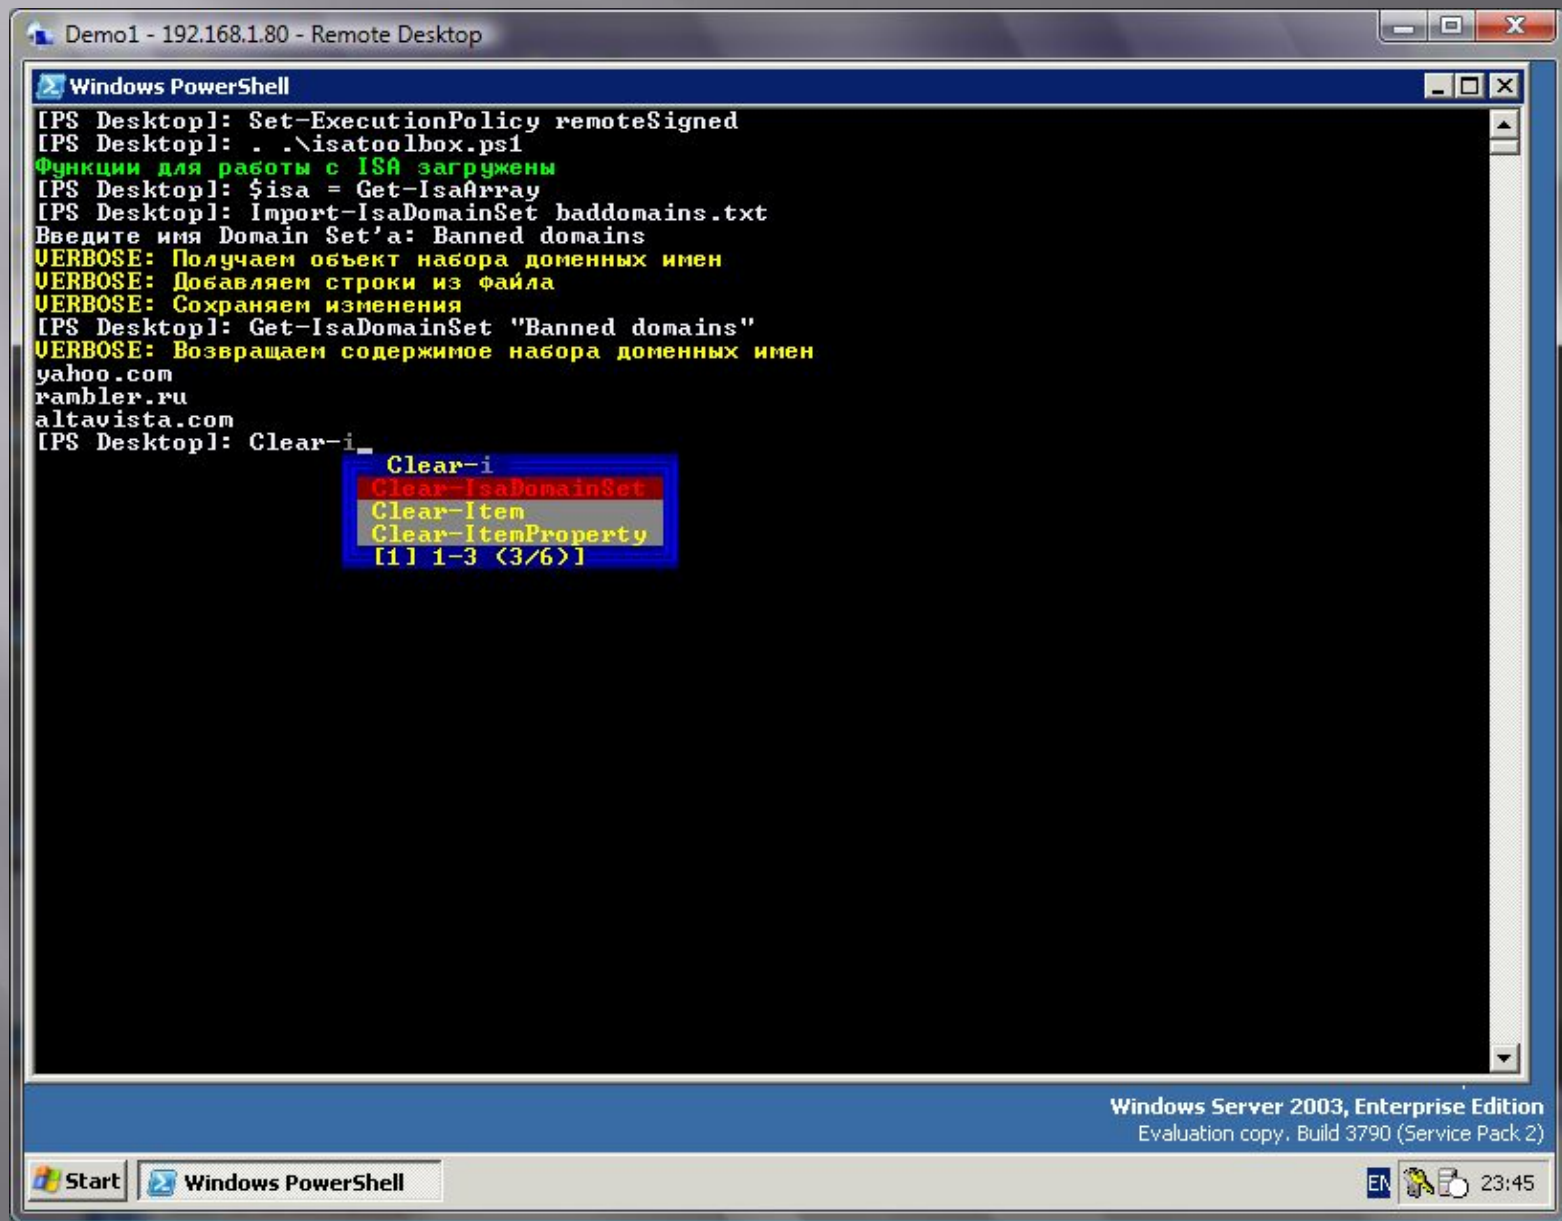 Demo1 - 192.168.1.80 - Remote Desktop
Windows PowerShell
[PS Desktop]: Set-ExecutionPolicy remoteSigned
[PS Desktop]: . .\isatoolbox.ps1
Функции для работы с ISA загружены
[PS Desktop]: $isa = Get-IsaArray
[PS Desktop]: Import-IsaDomainSet baddomains.txt
Введите имя Domain Set'a: Banned domains
VERBOSE: Получаем объект набора доменных имен
VERBOSE: Добавляем строки из файла
VERBOSE: Сохраняем изменения
[PS Desktop]: Get-IsaDomainSet "Banned domains"
VERBOSE: Возвращаем содержимое набора доменных имен
yahoo.com
rambler.ru
altavista.com
[PS Desktop]: Clear-i_
Clear-i
Clear-IsaDomainSet
Clear-Item
Clear-ItemProperty
[1] 1-3 (3/6)]
Windows Server 2003, Enterprise Edition
Evaluation copy. Build 3790 (Service Pack 2)
Start
Windows PowerShell
EN
23:45